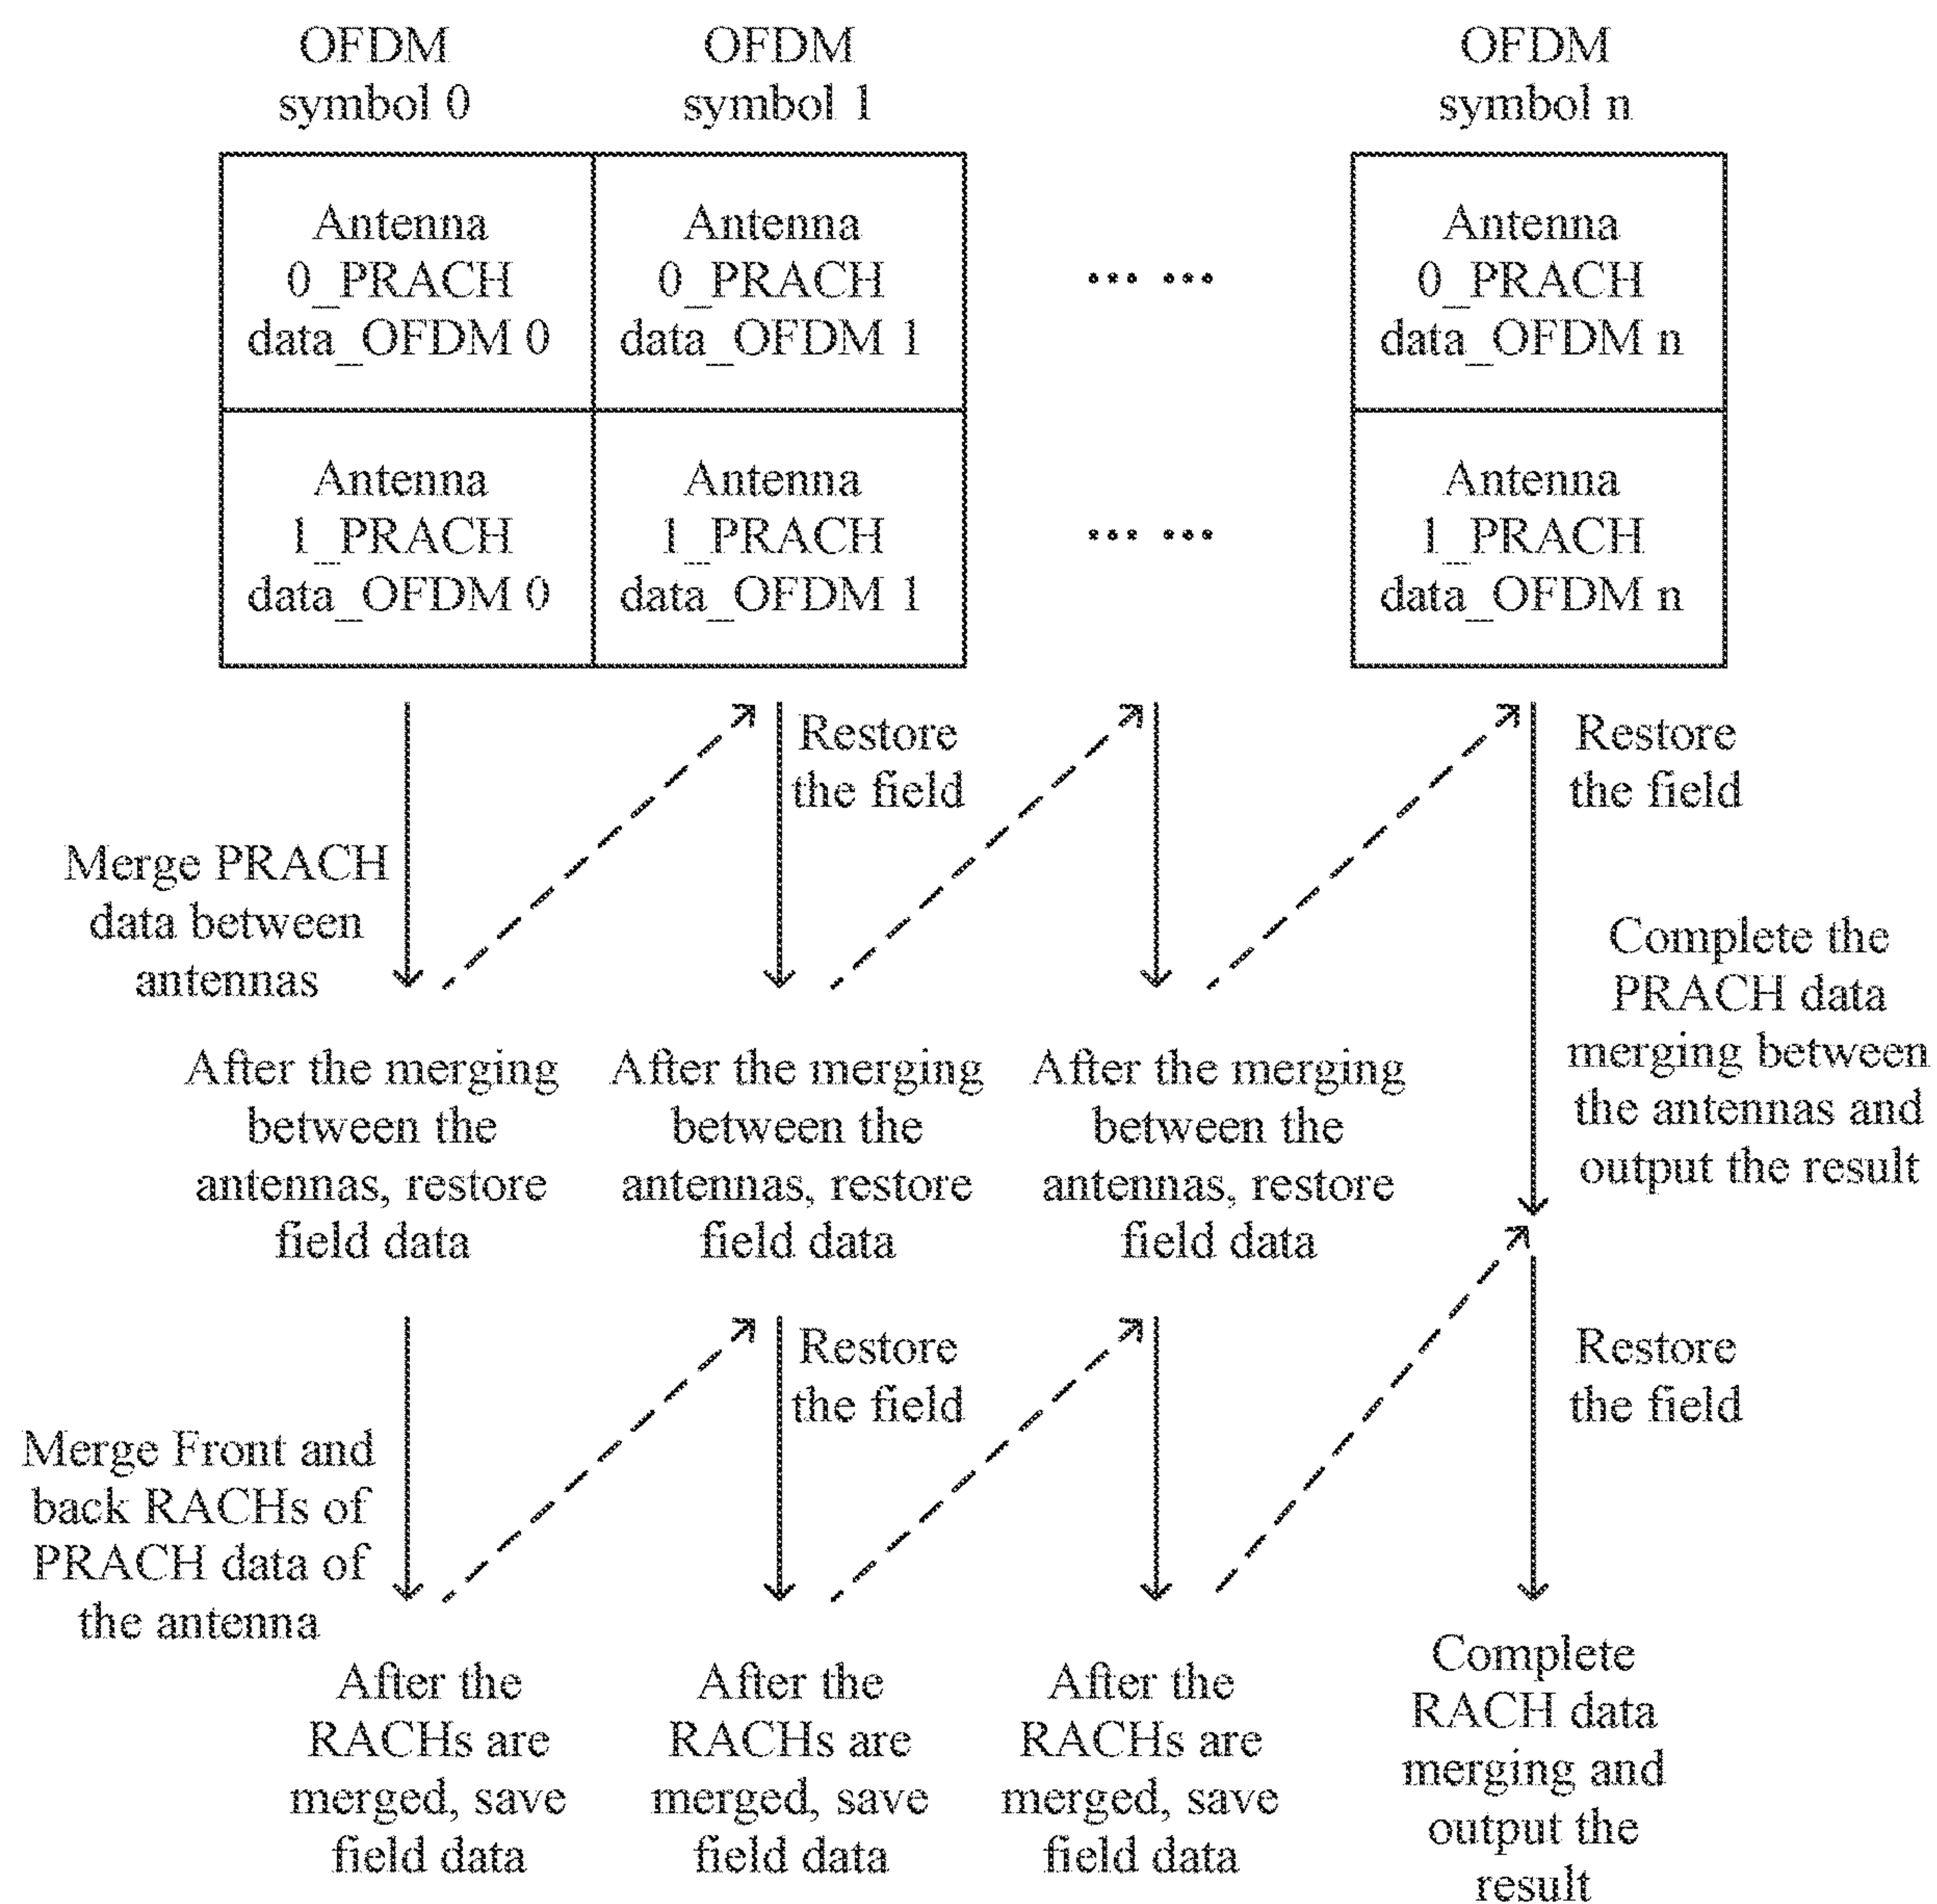 OFDM
symbol 0
OFDM
symbol 1
OFDM
symbol n
Antenna
0_PRACH
data_OFDM 0
Antenna
0_PRACH
data_OFDM 1
... ...
Antenna
0_PRACH
data_OFDM n
Antenna
1_PRACH
data_OFDM 0
Antenna
1_PRACH
data_OFDM 1
... ...
Antenna
1_PRACH
data_OFDM n
Restore
the field
Restore
the field
Merge PRACH
data between
antennas
Complete the
PRACH data
merging between
the antennas and
output the result
After the merging
between the
antennas, restore
field data
After the merging
between the
antennas, restore
field data
After the merging
between the
antennas, restore
field data
Restore
the field
Restore
the field
Merge Front and
back RACHs of
PRACH data of
the antenna
After the
RACHs are
merged, save
field data
After the
RACHs are
merged, save
field data
After the
RACHs are
merged, save
field data
Complete
RACH data
merging and
output the
result